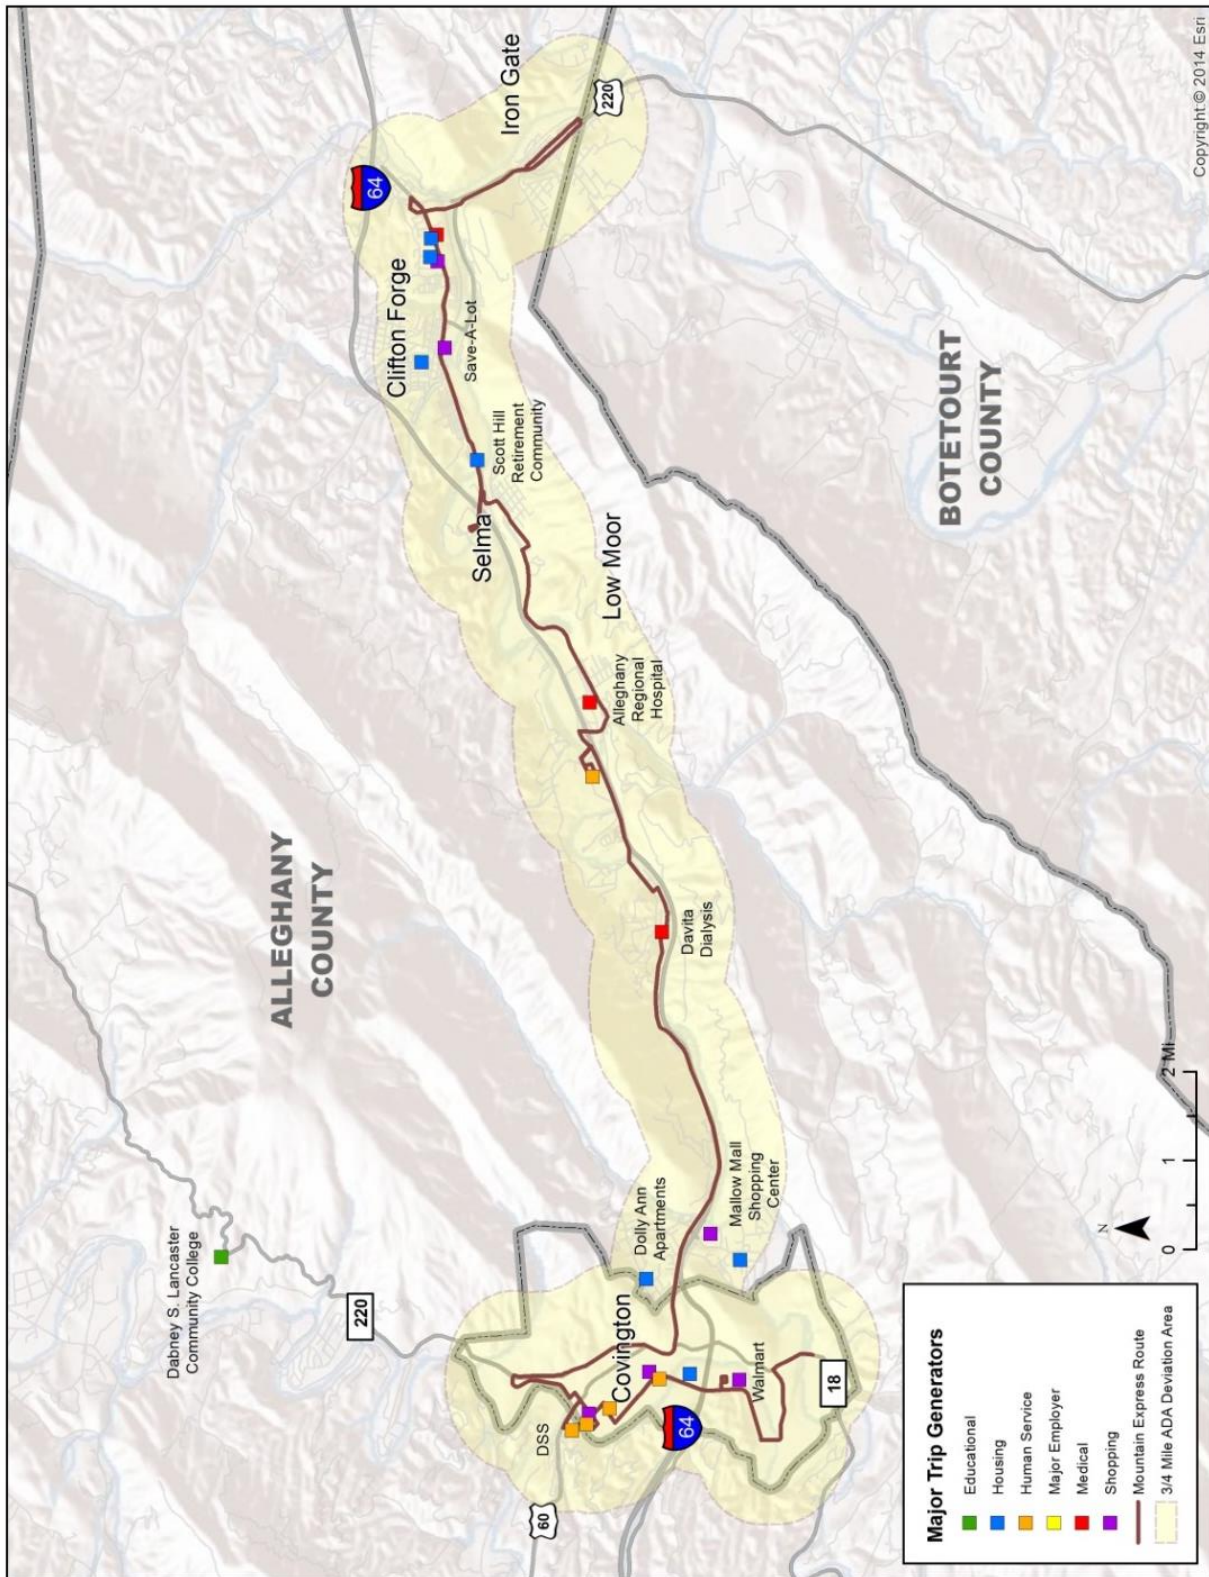 Dabney S. Lancaster
Community College
220
60
DSS
Covington
64
Walmart
18
Dolly Ann
Apartments
Mallow Mall
Shopping
Center
ALLEGHANY
COUNTY
Davita
Dialysis
Alleghany
Regional
Hospital
Low Moor
Selma
Scott Hill
Retirement
Community
Clifton Forge
Save-A-Lot
64
Iron Gate
220
BOTETOURT
COUNTY
N
0 1 2 Mi
Major Trip Generators
Educational
Housing
Human Service
Major Employer
Medical
Shopping
Mountain Express Route
3/4 Mile ADA Deviation Area
Copyright:© 2014 Esri